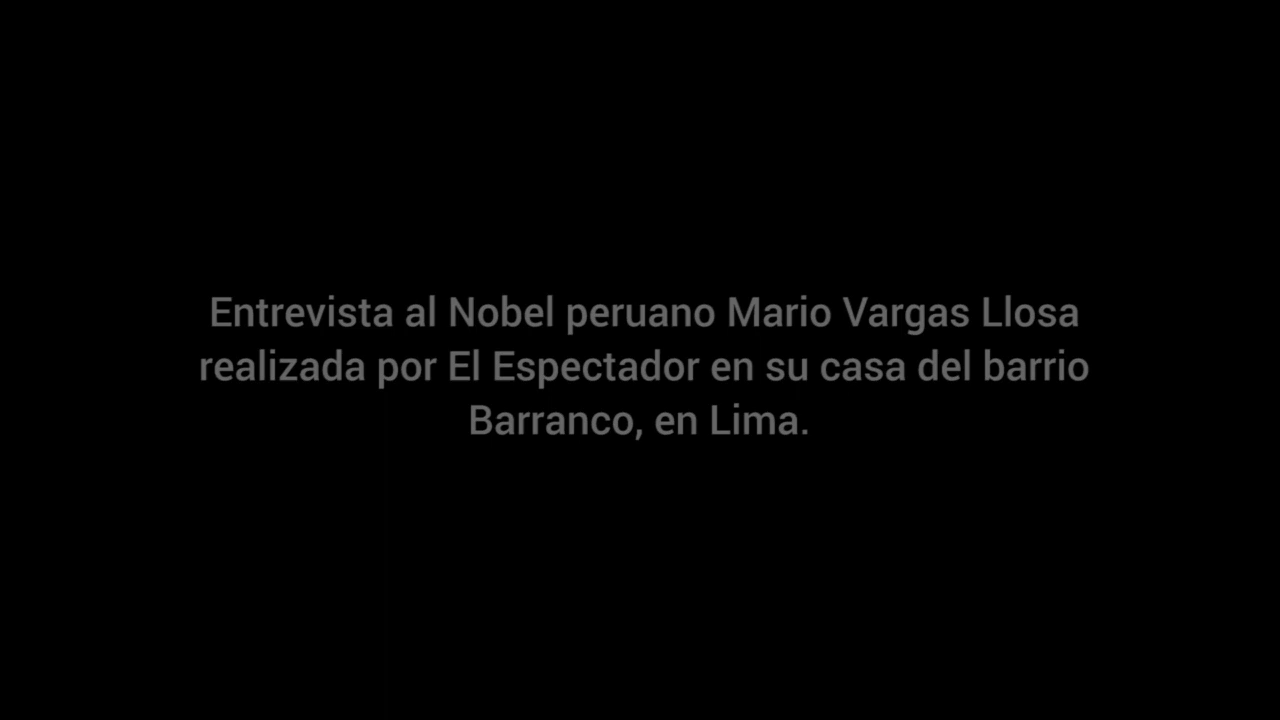 Entrevista al Nobel peruano Mario Vargas Llosa
realizada por El Espectador en su casa del barrio
Barranco, en Lima.